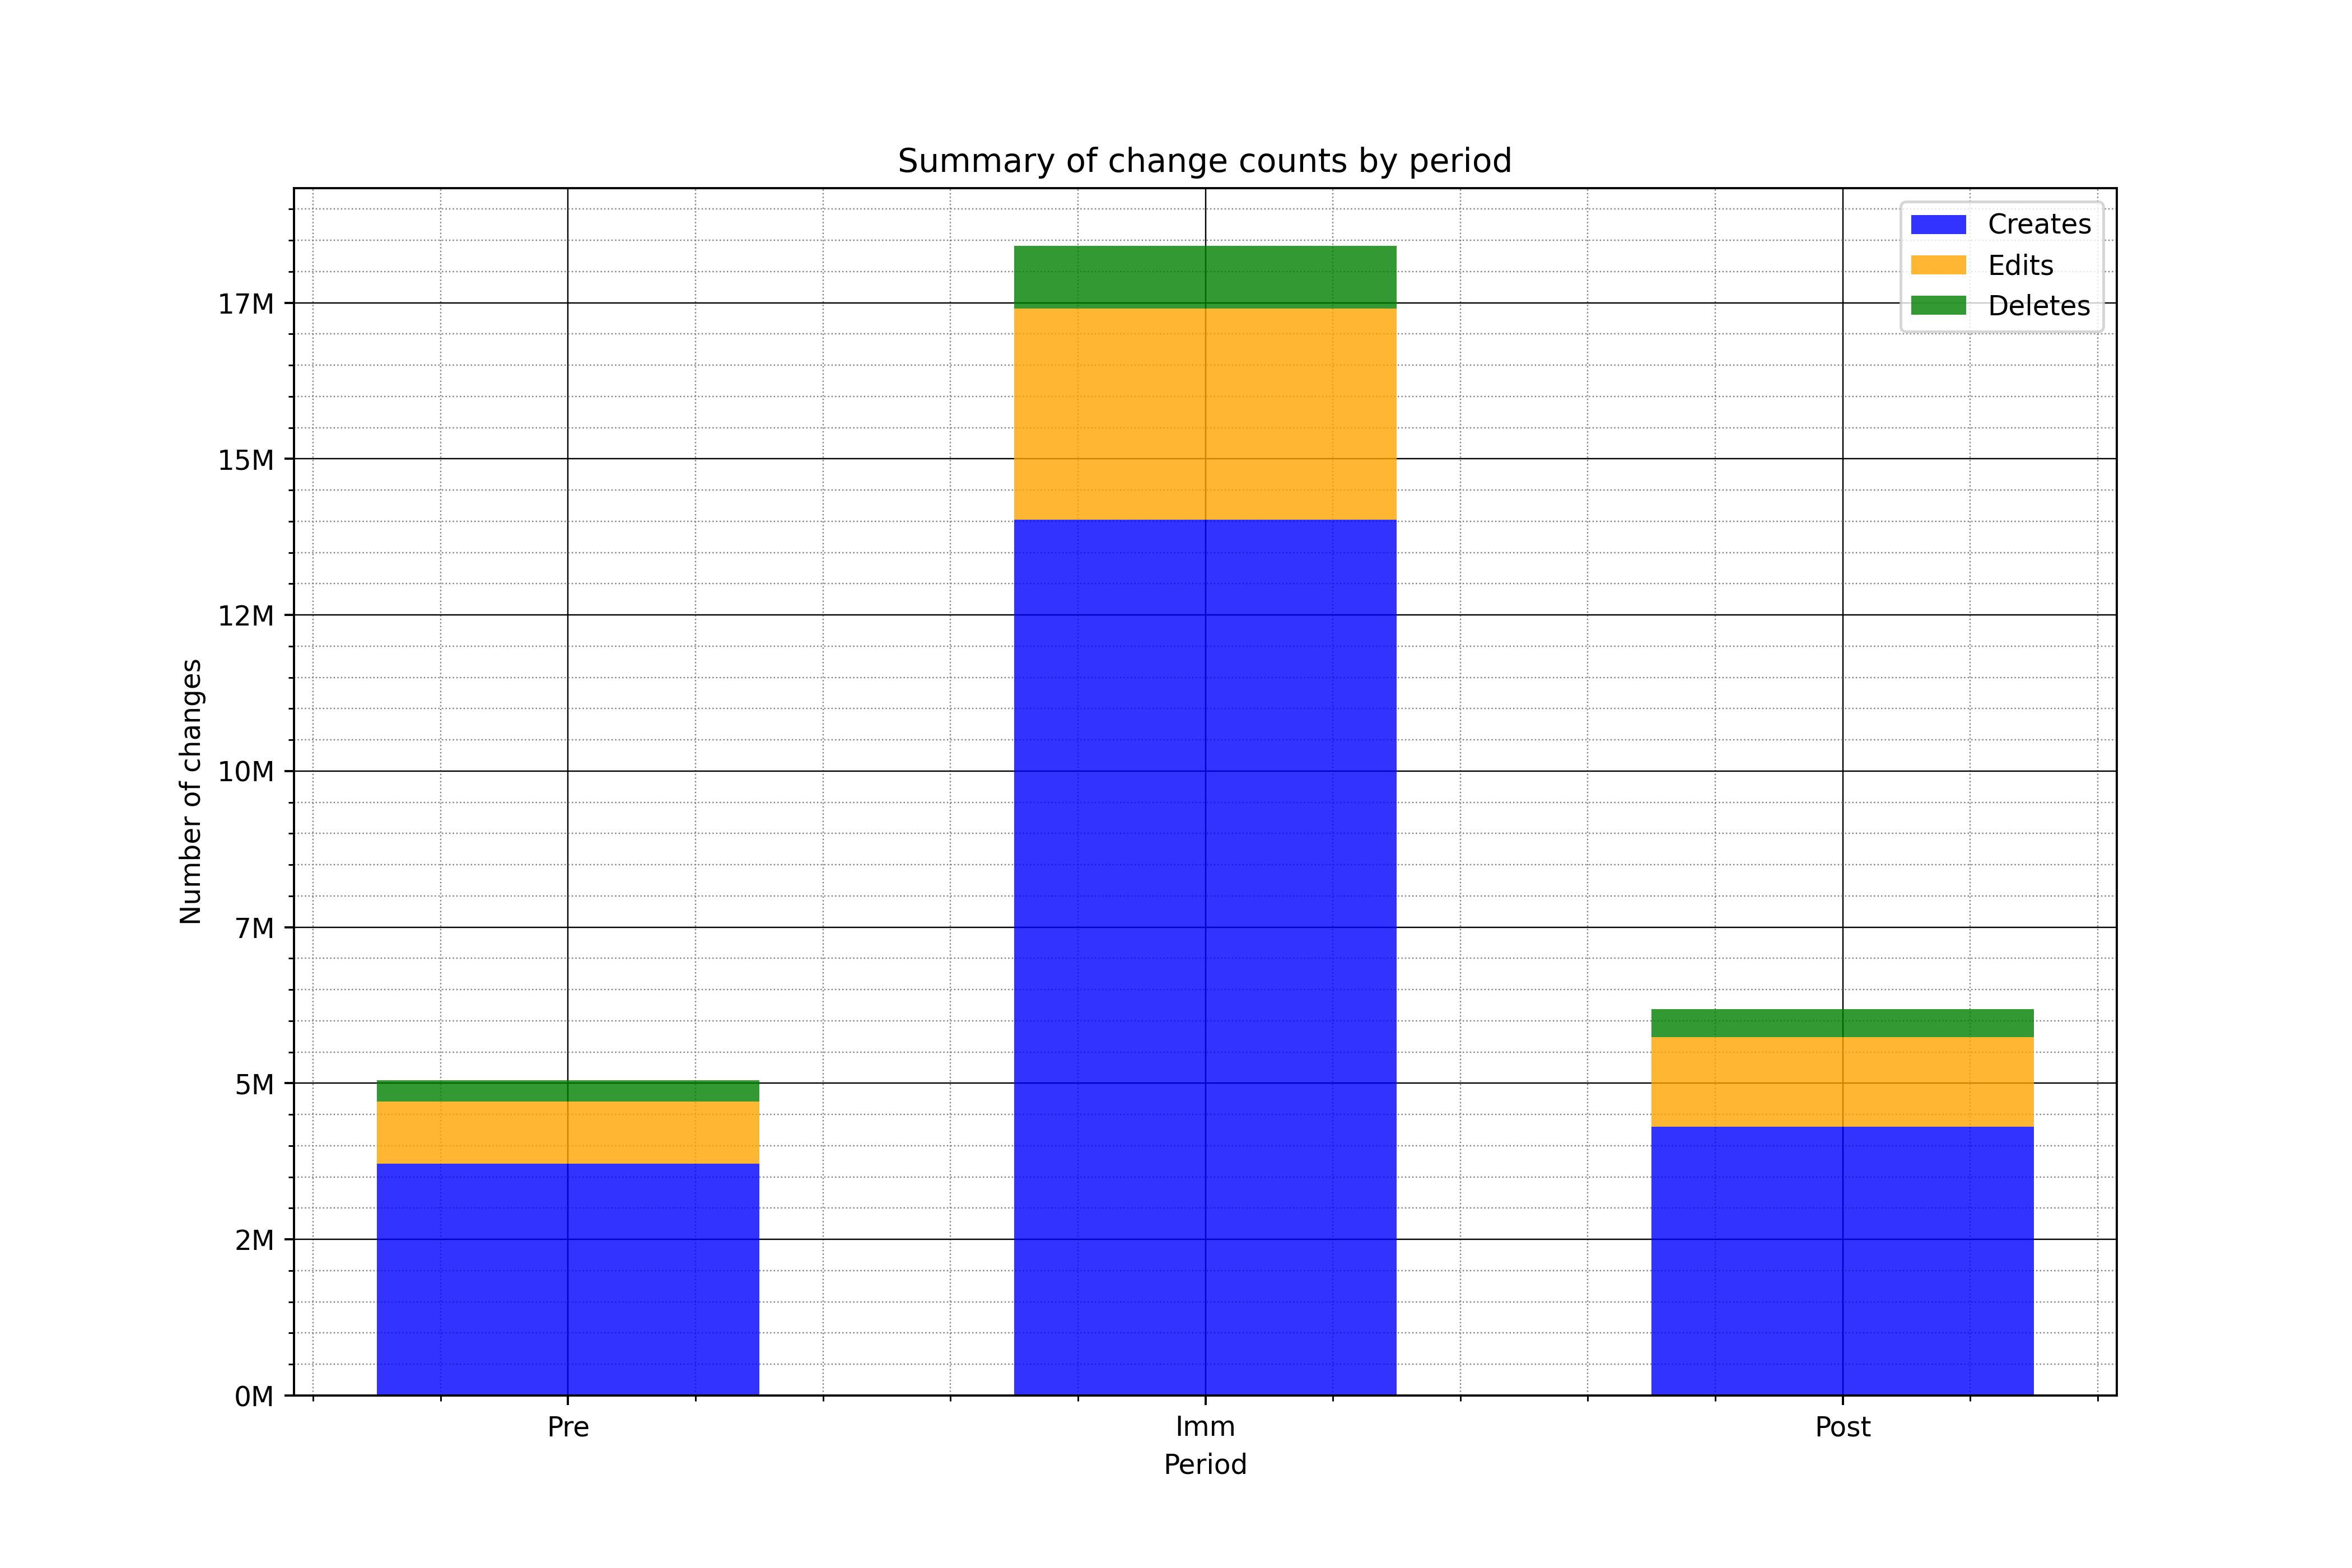 Summary of change counts by period
Creates
Edits
Deletes
17M
15M
12M
10M
7M
5M
2M
0M
Number of changes
Pre
Imm
Post
Period